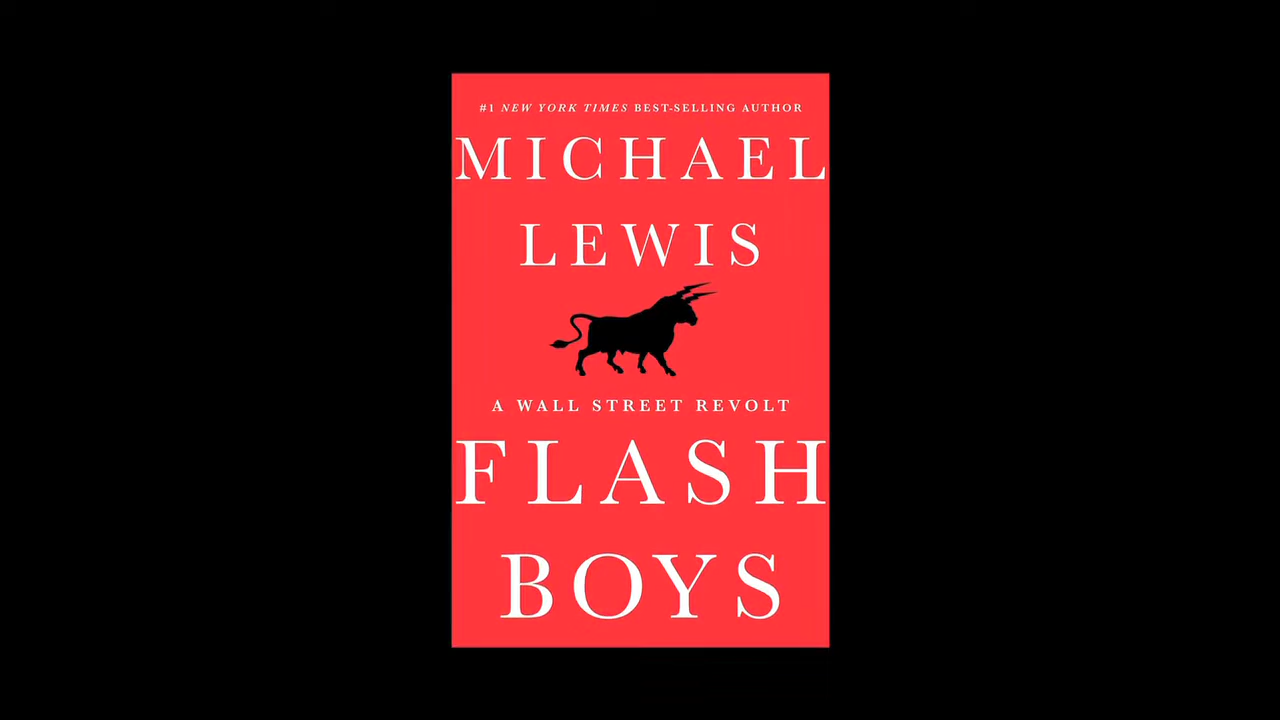 #1 NEW YORK TIMES BEST-SELLING AUTHOR
MICHAEL
LEWIS
A WALL STREET REVOLT
FLASH
BOYS